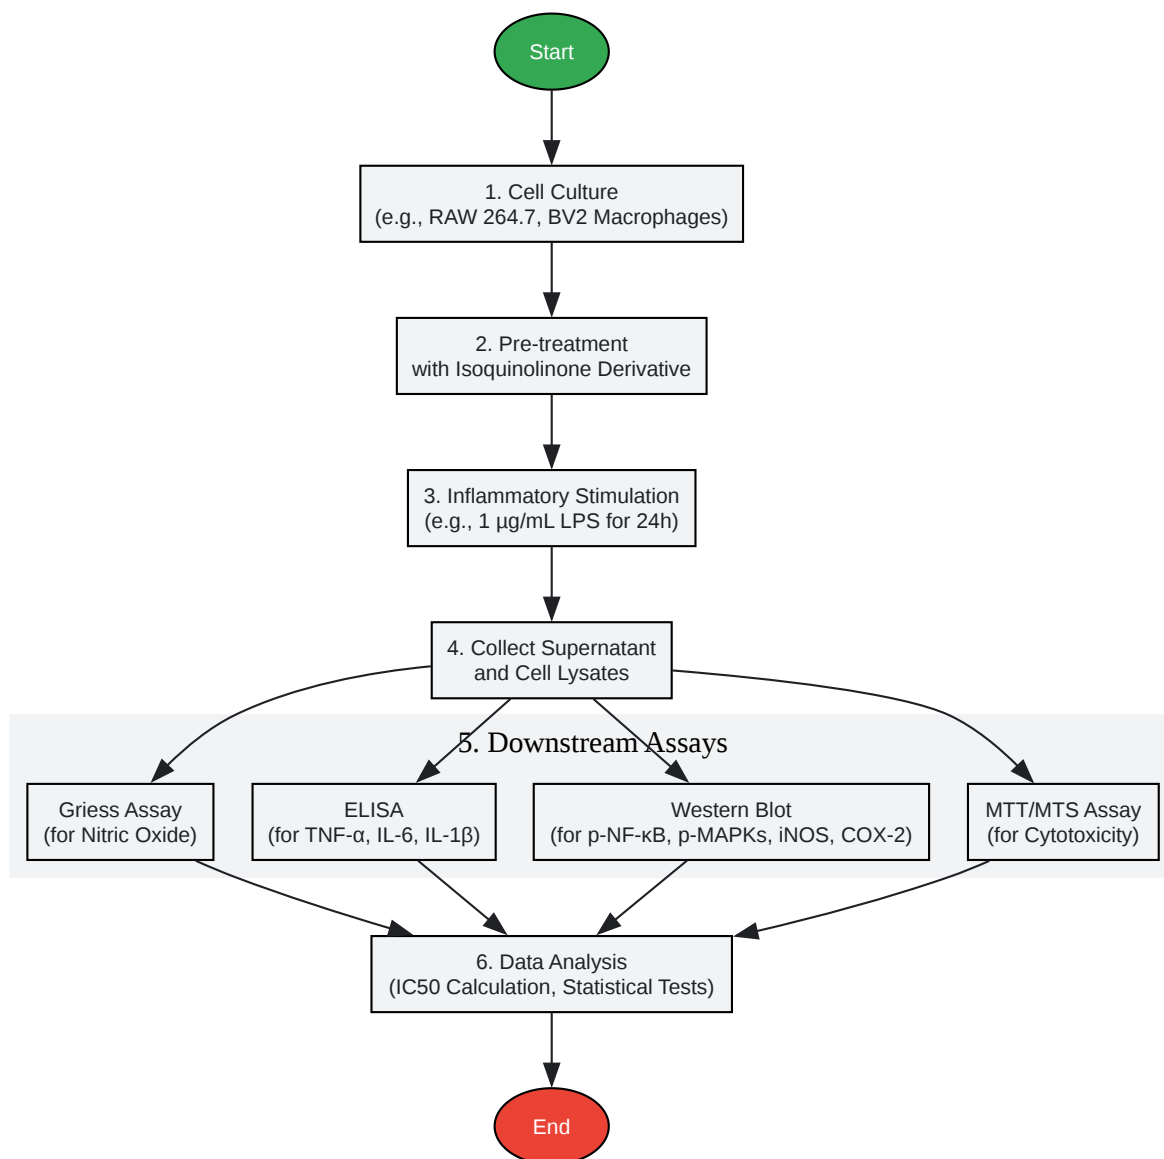 Start
1. Cell Culture
(e.g., RAW 264.7, BV2 Macrophages)
2. Pre-treatment
with Isoquinolinone Derivative
3. Inflammatory Stimulation
(e.g., 1 µg/mL LPS for 24h)
4. Collect Supernatant
and Cell Lysates
5. Downstream Assays
Griess Assay
(for Nitric Oxide)
ELISA
(for TNF-α, IL-6, IL-1β)
Western Blot
(for p-NF-κB, p-MAPKs, iNOS, COX-2)
MTT/MTS Assay
(for Cytotoxicity)
6. Data Analysis
(IC50 Calculation, Statistical Tests)
End